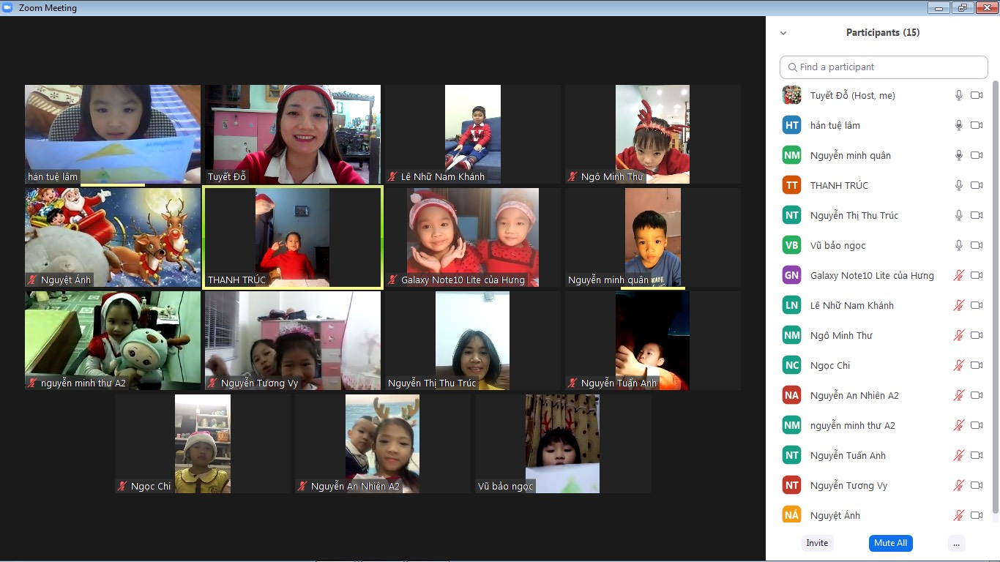 Zoom Meeting
hán tuệ lâm
Tuyết Đỗ
Lê Nhữ Nam Khánh
Ngô Minh Thư
Nguyệt Ánh
THANH TRÚC
Galaxy Note10 Lite của Hưng
Nguyễn minh quân
nguyễn minh thư A2
Nguyễn Tương Vy
Nguyễn Thị Thu Trúc
Nguyễn Tuấn Anh
Ngọc Chi
Nguyễn An Nhiên A2
Vũ bảo ngọc
Participants (15)
Find a participant
Tuyết Đỗ (Host, me)
HT hán tuệ lâm
NM Nguyễn minh quân
TT THANH TRÚC
NT Nguyễn Thị Thu Trúc
VB Vũ bảo ngọc
GN Galaxy Note10 Lite của Hưng
LN Lê Nhữ Nam Khánh
NM Ngô Minh Thư
NC Ngọc Chi
NA Nguyễn An Nhiên A2
NM nguyễn minh thư A2
NT Nguyễn Tuấn Anh
NT Nguyễn Tương Vy
NÁ Nguyệt Ánh
Invite Mute All ...